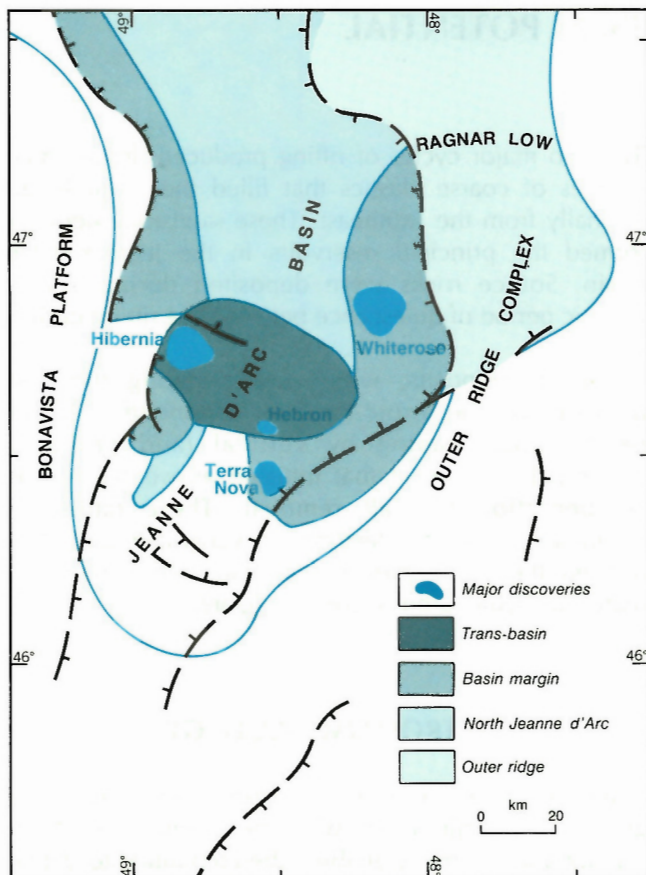 49°
48°
RAGNAR LOW
BASIN
47°
47°
PLATFORM
COMPLEX
Hibernia
Whiterose
D'ARC
RIDGE
BONAVISTA
Hebron
OUTER
Terra
Nova
JEANNE
Major discoveries
Trans-basin
46°
46°
Basin margin
North Jeanne d'Arc
Outer ridge
km
0 20
49°
48°